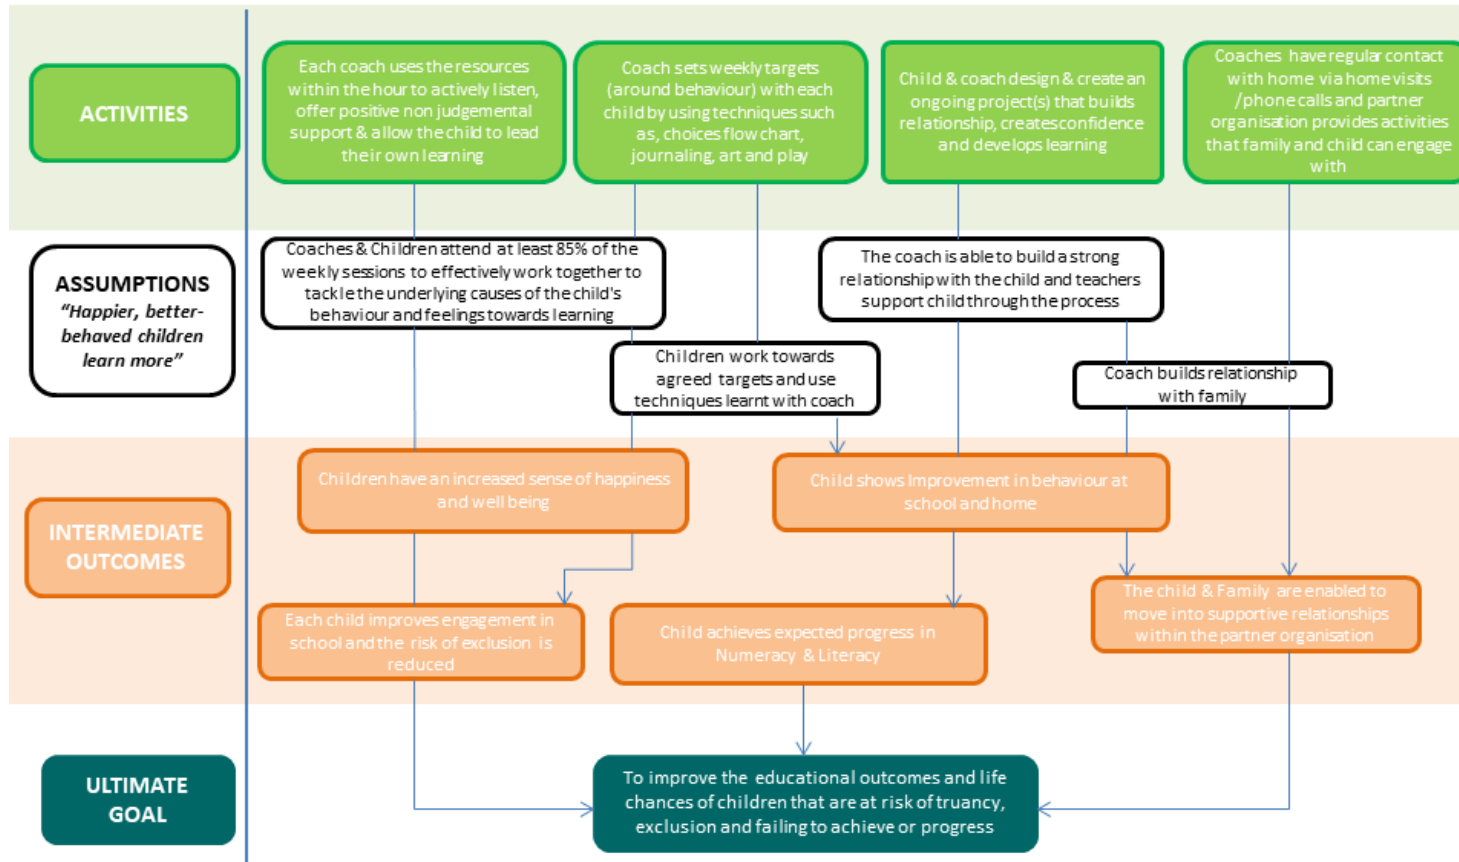 ACTIVITIES
Each coach uses the resources
within the hour to actively listen,
offer positive non judgemental
support & allow the child to lead
their own learning
Coach sets weekly targets
(around behaviour) with each
child by using techniques such
as, choices flow chart,
journaling, art and play
Child & coach design & create an
ongoing project(s) that builds
relationship, creates confidence
and develops learning
Coaches have regular contact
with home via home visits
/phone calls and partner
organisation provides activities
that family and child can engage
with
ASSUMPTIONS
“Happier, better-
behaved children
learn more”
Coaches & Children attend at least 85% of the
weekly sessions to effectively work together to
tackle the underlying causes of the child's
behaviour and feelings towards learning
The coach is able to build a strong
relationship with the child and teachers
support child through the process
Children work towards
agreed targets and use
techniques learnt with coach
Coach builds relationship
with family
INTERMEDIATE
OUTCOMES
Children have an increased sense of happiness
and well being
Child shows Improvement in behaviour at
school and home
Each child improves engagement in
school and the risk of exclusion is
reduced
Child achieves expected progress in
Numeracy & Literacy
The child & Family are enabled to
move into supportive relationships
within the partner organisation
ULTIMATE
GOAL
To improve the educational outcomes and life
chances of children that are at risk of truancy,
exclusion and failing to achieve or progress